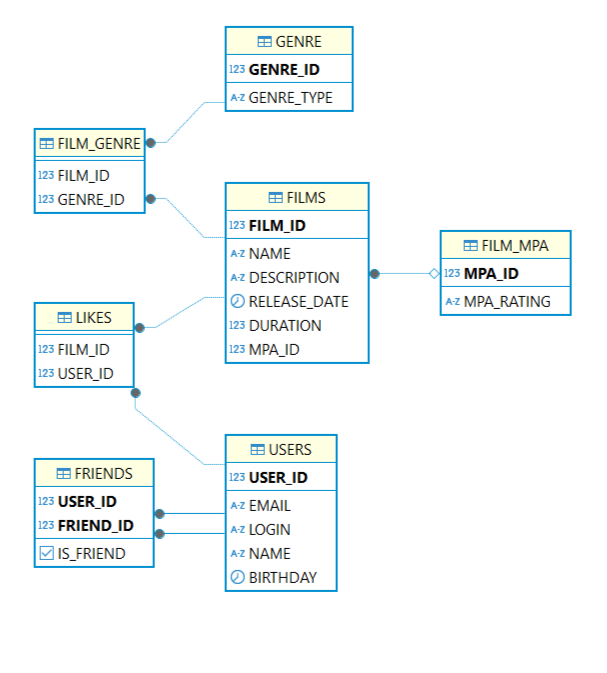 GENRE
123 GENRE_ID
A-Z GENRE_TYPE
FILM_GENRE
123 FILM_ID
123 GENRE_ID
FILMS
123 FILM_ID
A-Z NAME
A-Z DESCRIPTION
RELEASE_DATE
123 DURATION
123 MPA_ID
FILM_MPA
123 MPA_ID
A-Z MPA_RATING
LIKES
123 FILM_ID
123 USER_ID
USERS
123 USER_ID
A-Z EMAIL
A-Z LOGIN
A-Z NAME
BIRTHDAY
FRIENDS
123 USER_ID
123 FRIEND_ID
IS_FRIEND